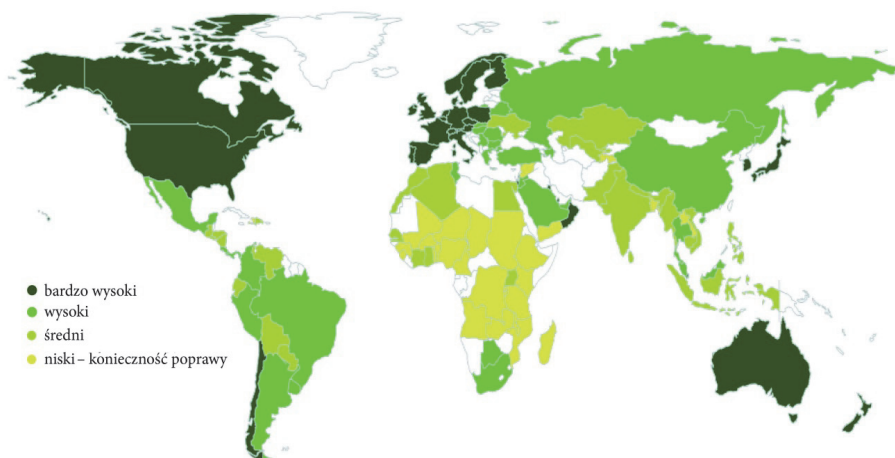 bardzo wysoki
wysoki
średni
niski – konieczność poprawy